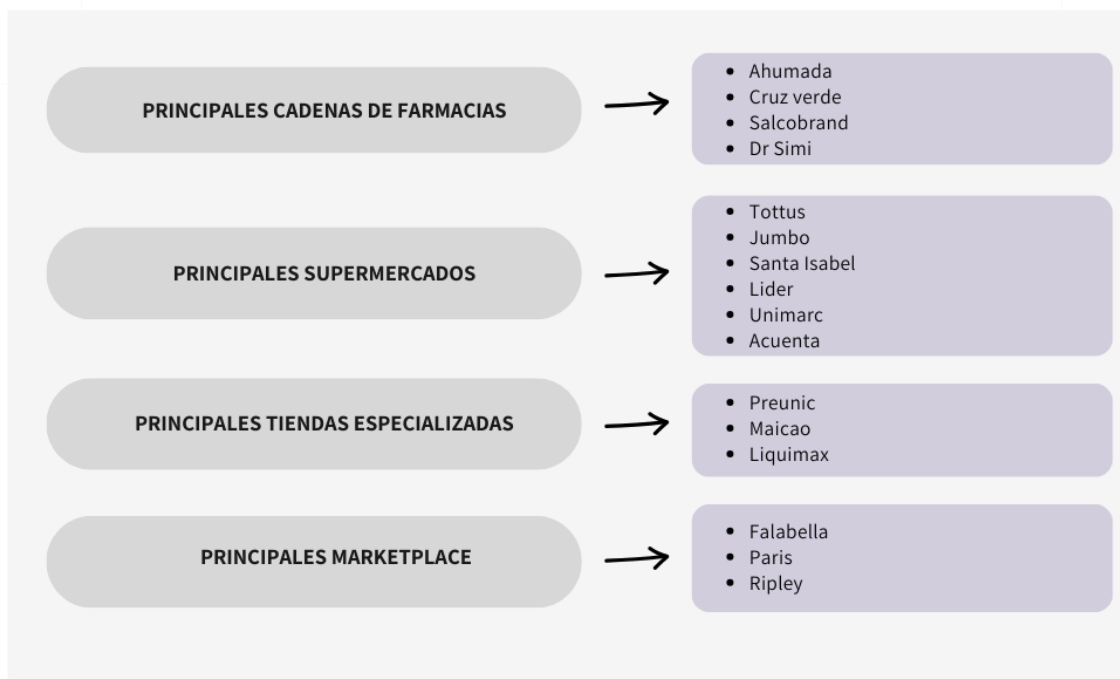 PRINCIPALES CADENAS DE FARMACIAS
Ahumada
Cruz verde
Salcobrand
Dr Simi
PRINCIPALES SUPERMERCADOS
Tottus
Jumbo
Santa Isabel
Lider
Unimarc
Acuenta
PRINCIPALES TIENDAS ESPECIALIZADAS
Preunic
Maicao
Liquimax
PRINCIPALES MARKETPLACE
Falabella
Paris
Ripley